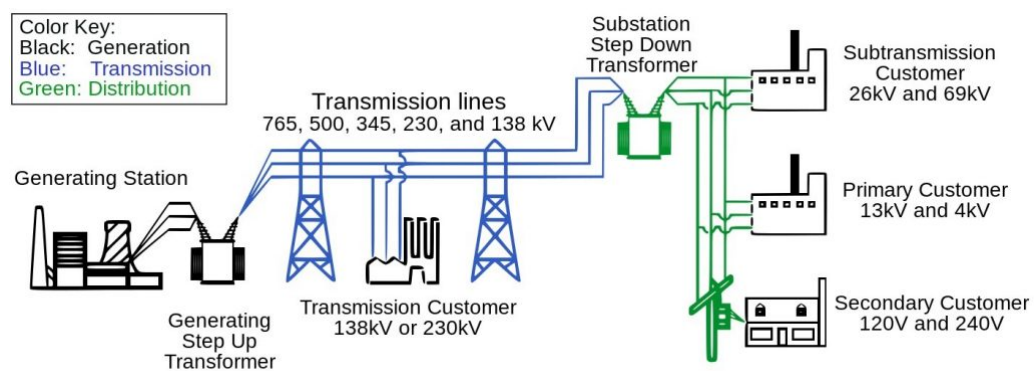 Color Key:
Black: Generation
Blue: Transmission
Green: Distribution
Substation
Step Down
Transformer
Subtransmission
Customer
26kV and 69kV
Transmission lines
765, 500, 345, 230, and 138 kV
Generating Station
Primary Customer
13kV and 4kV
Transmission Customer
138kV or 230kV
Generating
Step Up
Transformer
Secondary Customer
120V and 240V